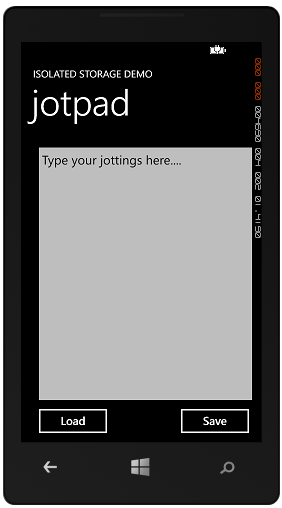 ISOLATED STORAGE DEMO
jotpad
Type your jottings here....
Load
Save